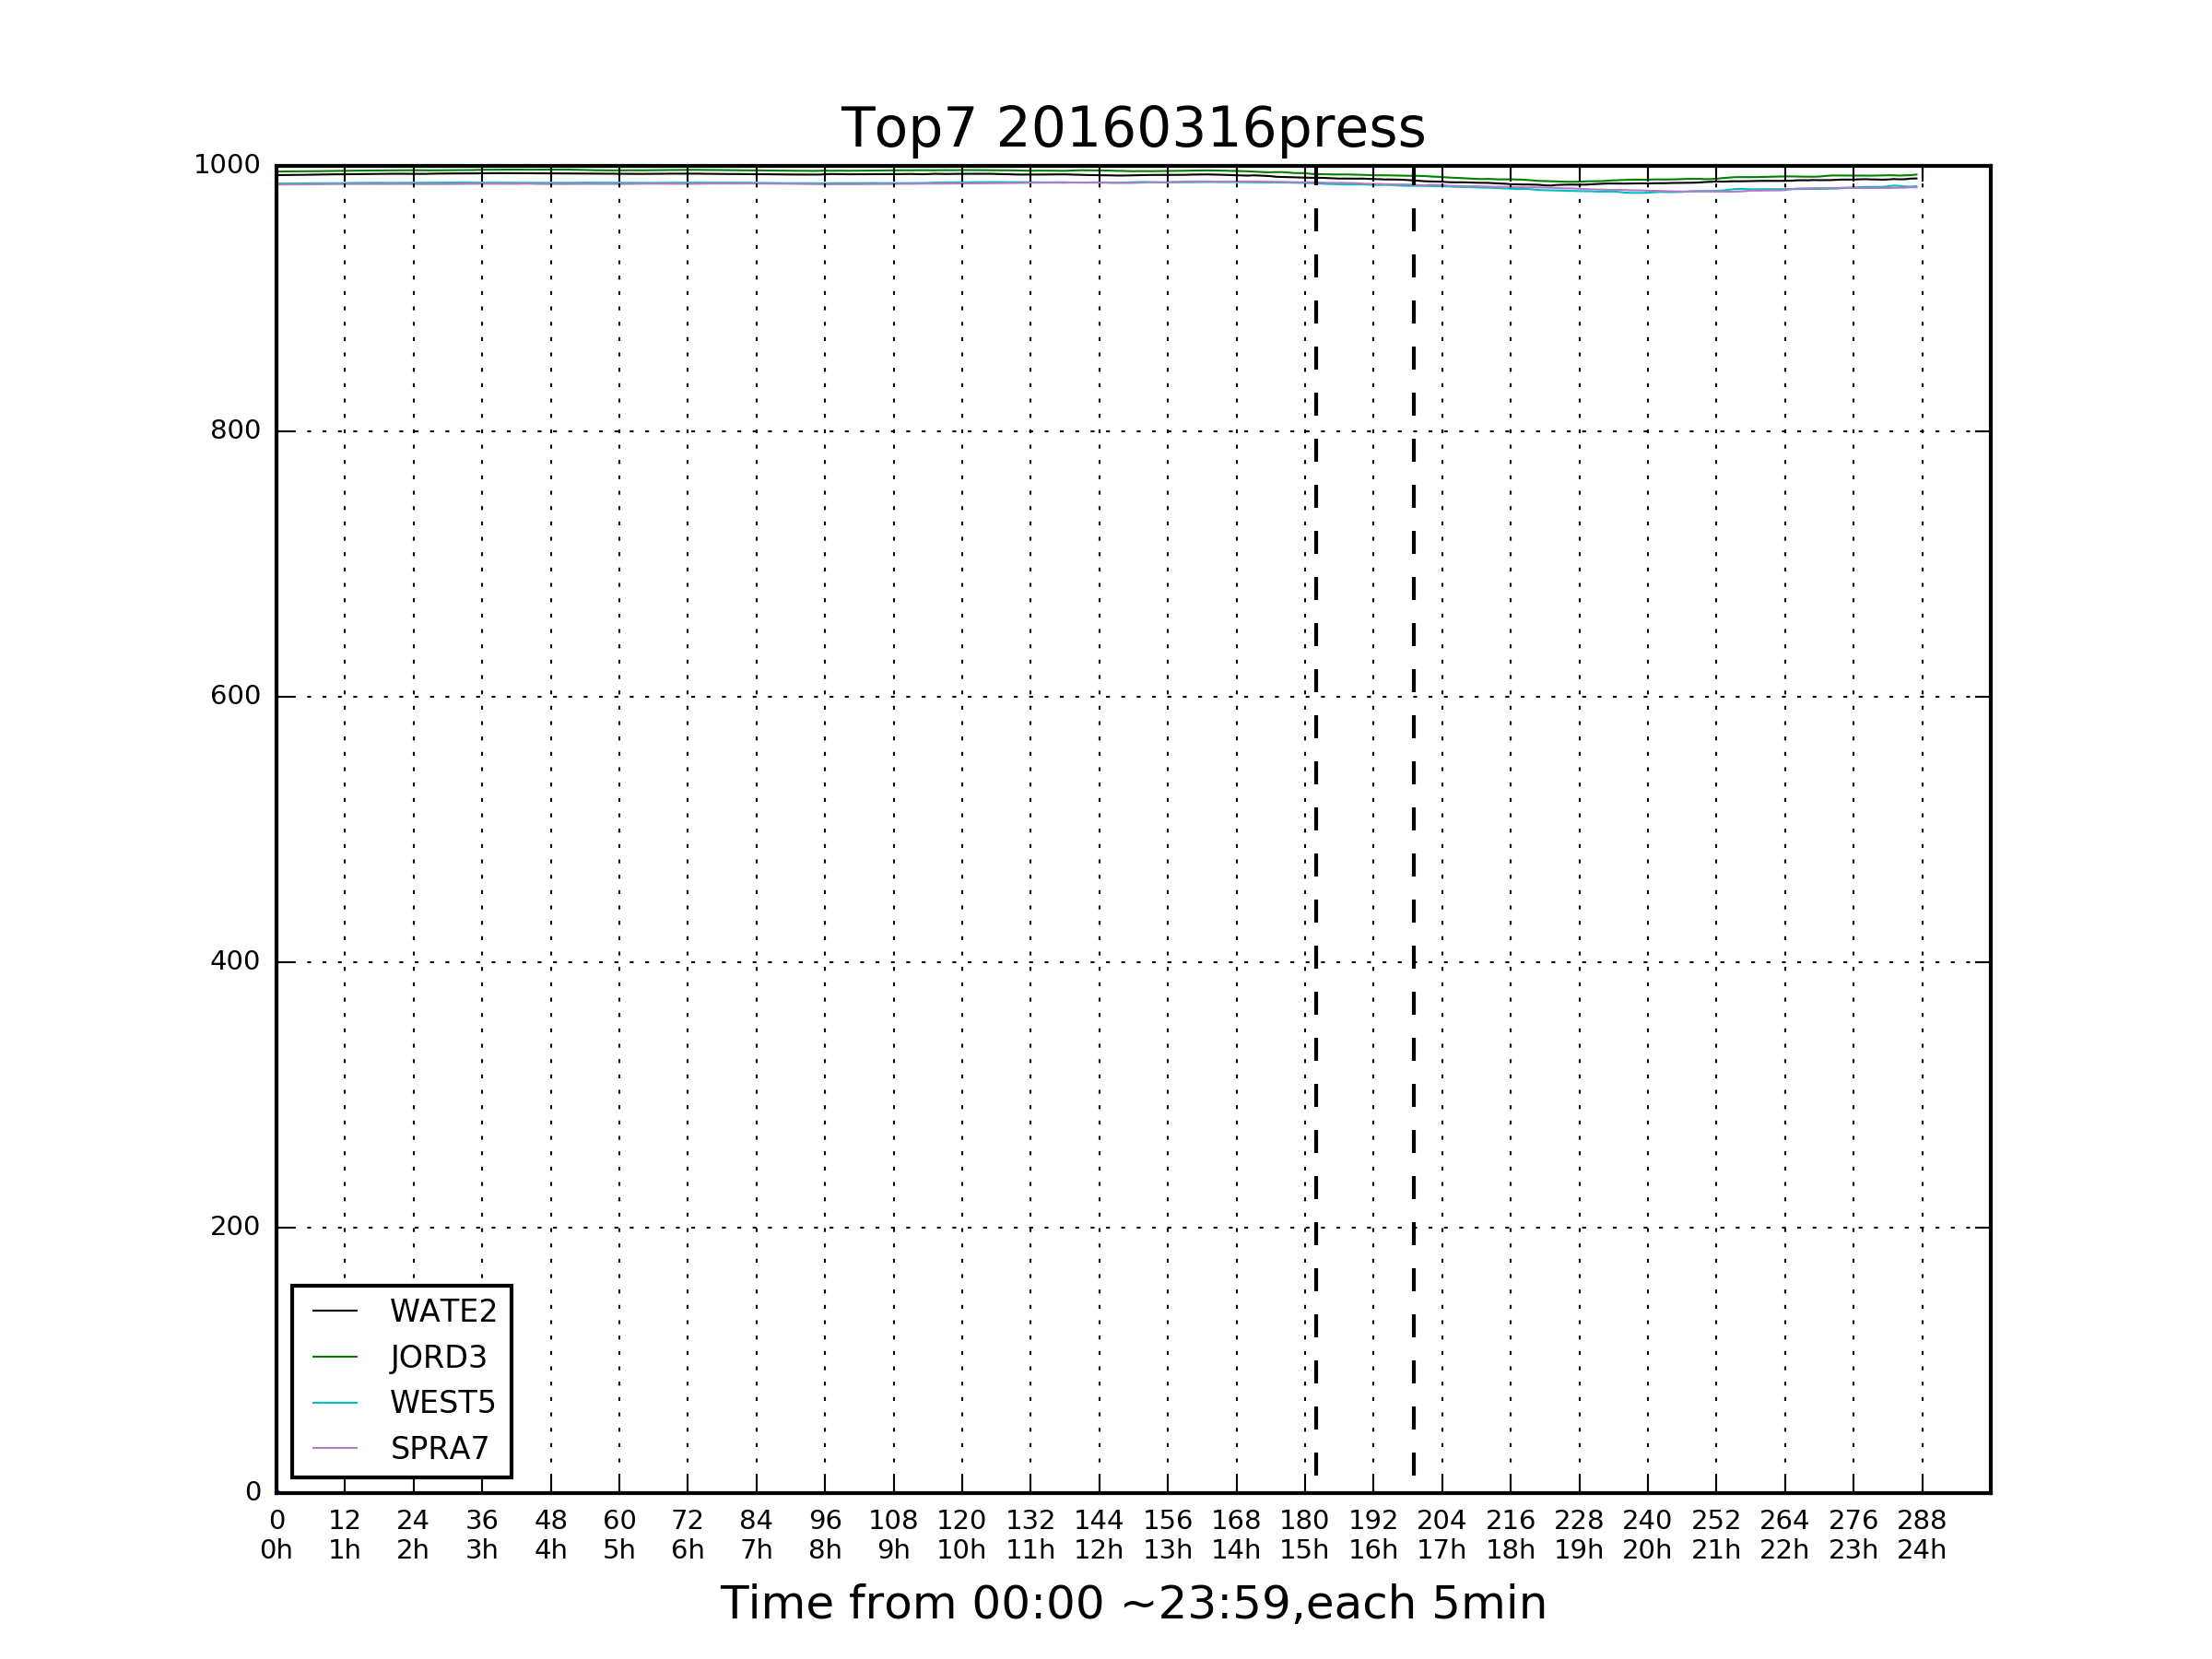 Top7 20160316press
1000
800
600
400
200
0
WATE2
JORD3
WEST5
SPRA7
0 12 24 36 48 60 72 84 96 108 120 132 144 156 168 180 192 204 216 228 240 252 264 276 288
0h 1h 2h 3h 4h 5h 6h 7h 8h 9h 10h 11h 12h 13h 14h 15h 16h 17h 18h 19h 20h 21h 22h 23h 24h
Time from 00:00 ~23:59,each 5min